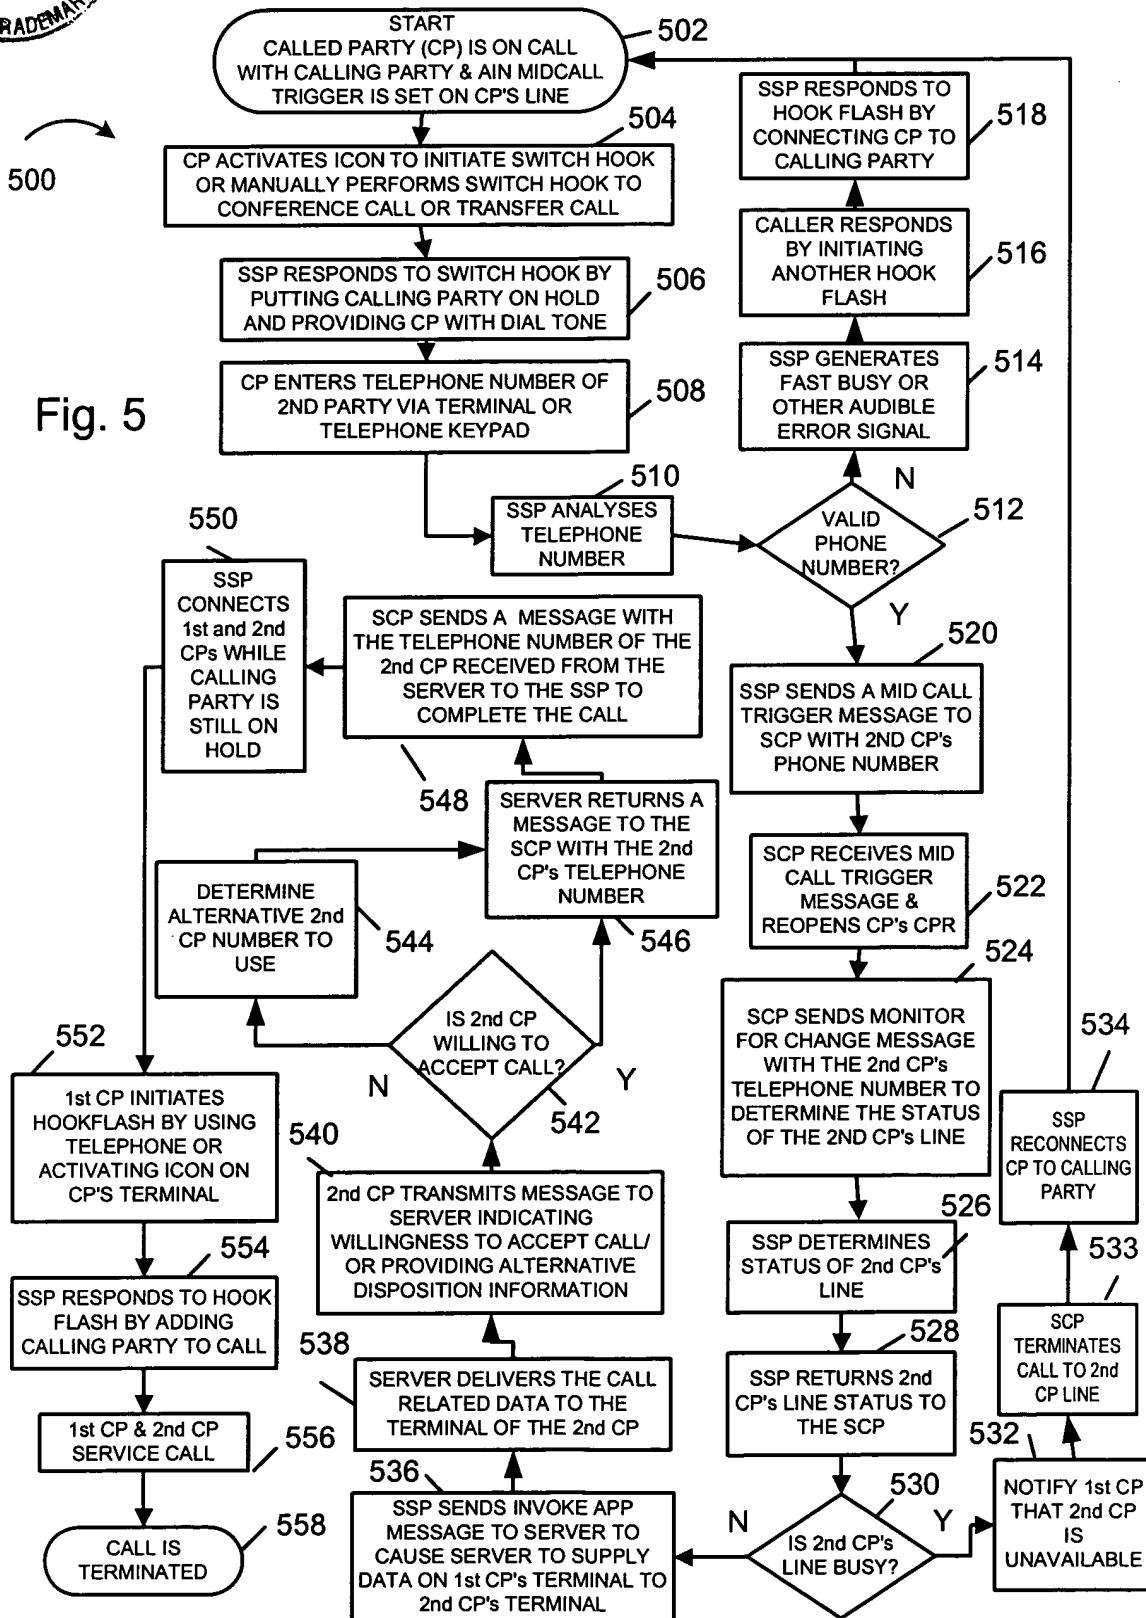 RADEMAR
START
CALLED PARTY (CP) IS ON CALL
WITH CALLING PARTY & AIN MIDCALL
TRIGGER IS SET ON CP'S LINE
502
504
500
CP ACTIVATES ICON TO INITIATE SWITCH HOOK
OR MANUALLY PERFORMS SWITCH HOOK TO
CONFERENCE CALL OR TRANSFER CALL
SSP RESPONDS TO SWITCH HOOK BY
PUTTING CALLING PARTY ON HOLD
AND PROVIDING CP WITH DIAL TONE
506
CP ENTERS TELEPHONE NUMBER OF
2ND PARTY VIA TERMINAL OR
TELEPHONE KEYPAD
508
Fig. 5
510
SSP ANALYSES
TELEPHONE
NUMBER
VALID
PHONE
NUMBER?
512
N
Y
SSP GENERATES
FAST BUSY OR
OTHER AUDIBLE
ERROR SIGNAL
514
CALLER RESPONDS
BY INITIATING
ANOTHER HOOK
FLASH
516
SSP RESPONDS TO
HOOK FLASH BY
CONNECTING CP TO
CALLING PARTY
518
520
SSP SENDS A MID CALL
TRIGGER MESSAGE TO
SCP WITH 2ND CP's
PHONE NUMBER
SCP RECEIVES MID
CALL TRIGGER
MESSAGE &
REOPENS CP's CPR
522
524
SCP SENDS MONITOR
FOR CHANGE MESSAGE
WITH THE 2nd CP's
TELEPHONE NUMBER TO
DETERMINE THE STATUS
OF THE 2ND CP's LINE
526
SSP DETERMINES
STATUS OF 2nd CP's
LINE
528
SSP RETURNS 2nd
CP's LINE STATUS TO
THE SCP
530
IS 2nd CP's
LINE BUSY?
N
Y
532
NOTIFY 1st CP
THAT 2nd CP
IS
UNAVAILABLE
533
SCP
TERMINATES
CALL TO 2nd
CP LINE
534
SSP
RECONNECTS
CP TO CALLING
PARTY
536
SSP SENDS INVOKE APP
MESSAGE TO SERVER TO
CAUSE SERVER TO SUPPLY
DATA ON 1st CP's TERMINAL TO
2nd CP's TERMINAL
538
SERVER DELIVERS THE CALL
RELATED DATA TO THE
TERMINAL OF THE 2nd CP
540
2nd CP TRANSMITS MESSAGE TO
SERVER INDICATING
WILLINGNESS TO ACCEPT CALL/
OR PROVIDING ALTERNATIVE
DISPOSITION INFORMATION
IS 2nd CP
WILLING TO
ACCEPT CALL?
542
N
Y
DETERMINE
ALTERNATIVE 2nd
CP NUMBER TO
USE
544
SERVER RETURNS A
MESSAGE TO THE
SCP WITH THE 2nd
CP's TELEPHONE
NUMBER
546
SCP SENDS A MESSAGE WITH
THE TELEPHONE NUMBER OF THE
2nd CP RECEIVED FROM THE
SERVER TO THE SSP TO
COMPLETE THE CALL
548
550
SSP
CONNECTS
1st and 2nd
CPs WHILE
CALLING
PARTY IS
STILL ON
HOLD
552
1st CP INITIATES
HOOKFLASH BY USING
TELEPHONE OR
ACTIVATING ICON ON
CP'S TERMINAL
554
SSP RESPONDS TO HOOK
FLASH BY ADDING
CALLING PARTY TO CALL
1st CP & 2nd CP
SERVICE CALL
556
CALL IS
TERMINATED
558